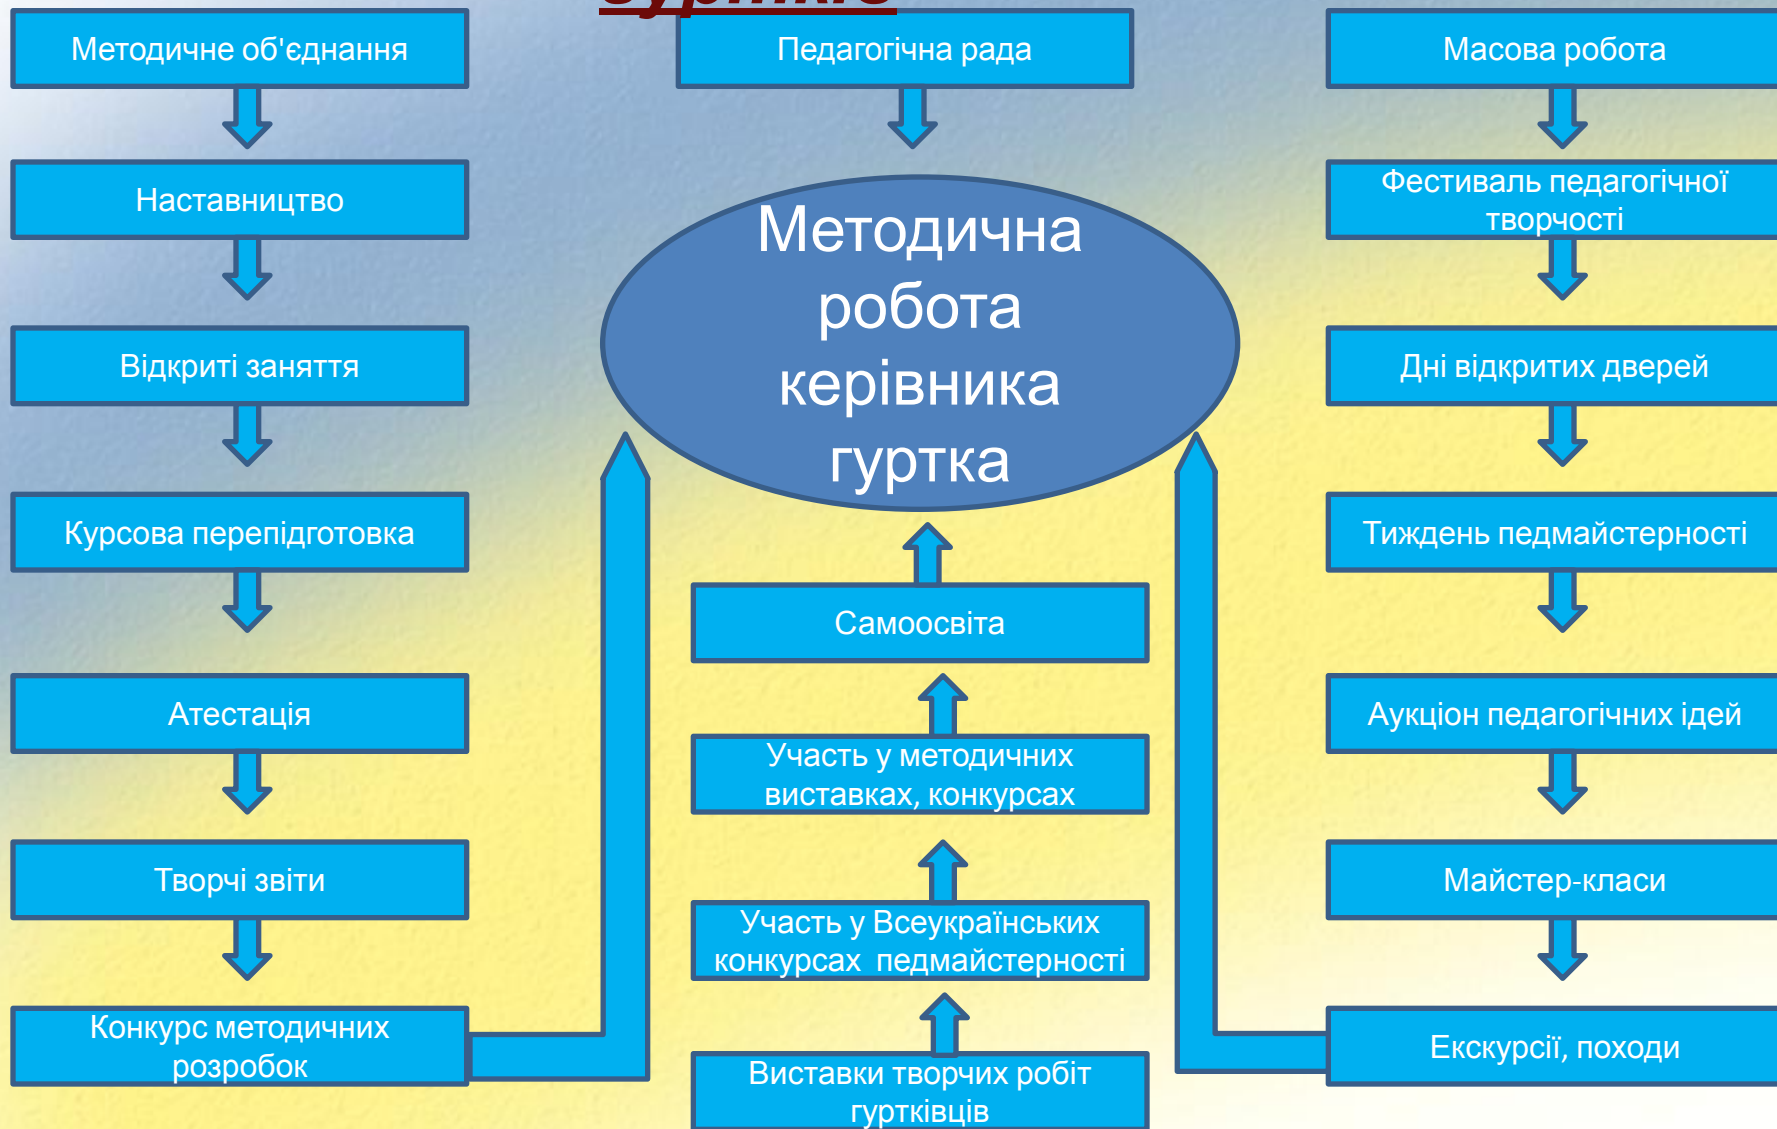 Методичне об'єднання
Наставництво
Відкриті заняття
Курсова перепідготовка
Атестація
Творчі звіти
Конкурс методичних
розробок
Педагогічна рада
Методична
робота
керівника
гуртка
Самоосвіта
Участь у методичних
виставках, конкурсах
Участь у Всеукраїнських
конкурсах  педмайстерності
Виставки творчих робіт
гуртківців
Масова робота
Фестиваль педагогічної
творчості
Дні відкритих дверей
Тиждень педмайстерності
Аукціон педагогічних ідей
Майстер-класи
Екскурсії, походи